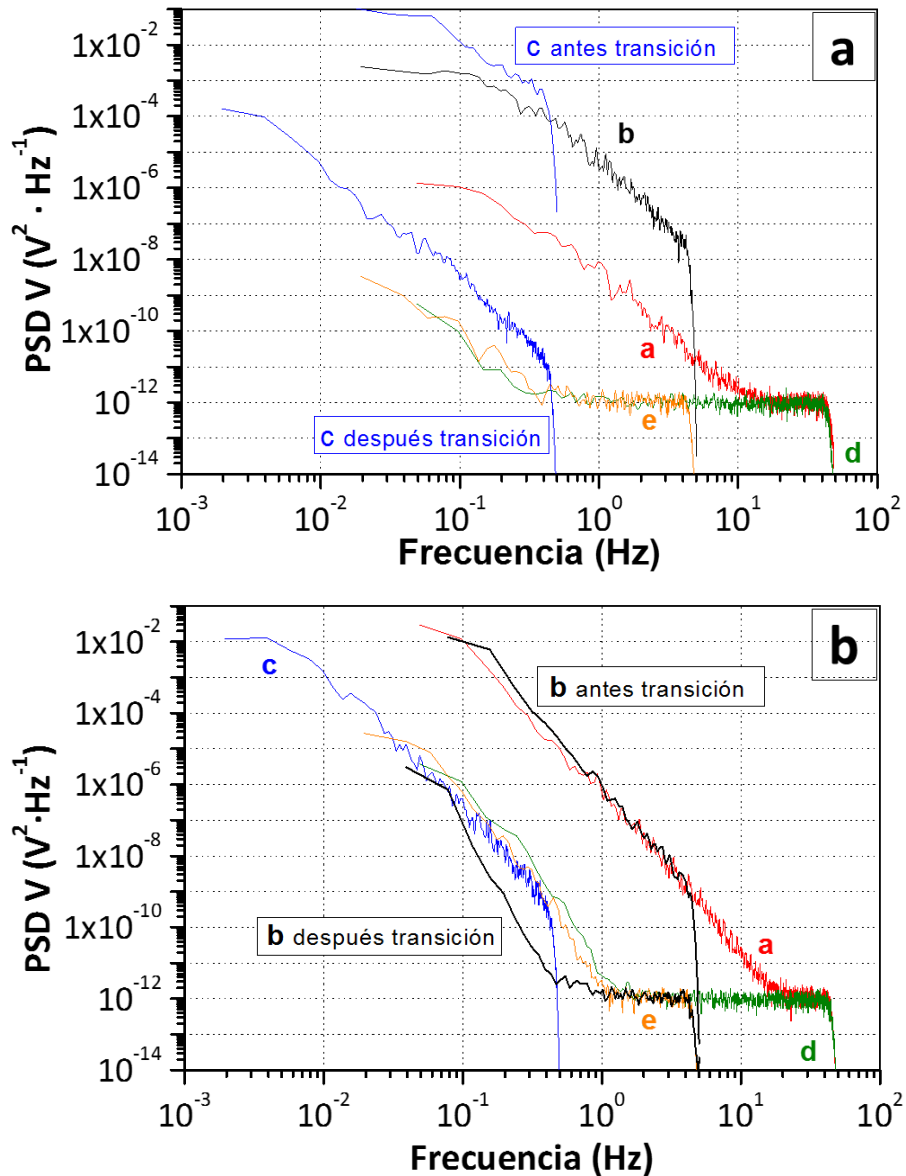 a
c antes transición
b
a
c después transición
e
d
1x10⁻²
1x10⁻⁴
1x10⁻⁶
1x10⁻⁸
1x10⁻¹⁰
1x10⁻¹²
10⁻¹⁴
PSD V (V² · Hz⁻¹)
10⁻³ 10⁻² 10⁻¹ 10⁰ 10¹ 10²
Frecuencia (Hz)
b
c
b antes transición
b después transición
a
e
d
1x10⁻²
1x10⁻⁴
1x10⁻⁶
1x10⁻⁸
1x10⁻¹⁰
1x10⁻¹²
10⁻¹⁴
PSD V (V²·Hz⁻¹)
10⁻³ 10⁻² 10⁻¹ 10⁰ 10¹ 10²
Frecuencia (Hz)